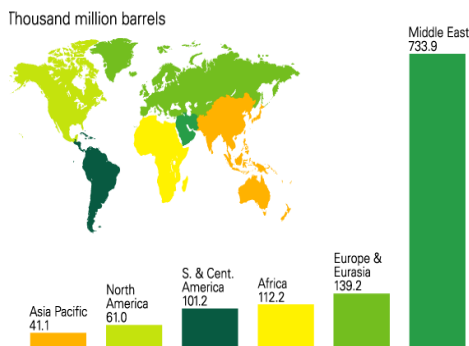 Thousand million barrels
Middle East
733.9
Europe &
Eurasia
139.2
S. & Cent.
America
101.2
Africa
112.2
North
America
61.0
Asia Pacific
41.1